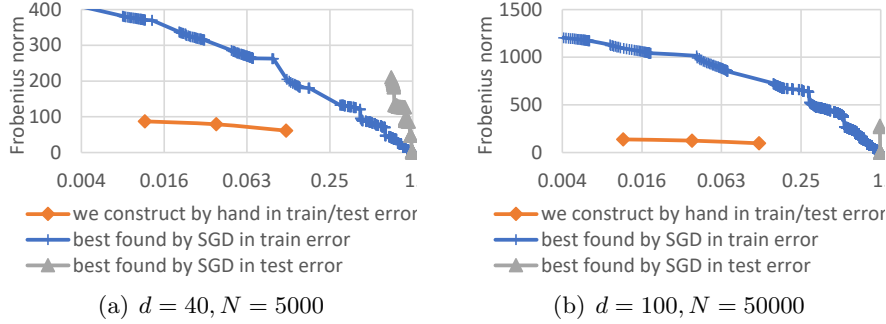 Frobenius norm
400
300
200
100
0
0.004 0.016 0.063 0.25 1.
we construct by hand in train/test error
best found by SGD in train error
best found by SGD in test error
(a) d = 40, N = 5000
Frobenius norm
1500
1000
500
0
0.004 0.016 0.063 0.25 1.
we construct by hand in train/test error
best found by SGD in train error
best found by SGD in test error
(b) d = 100, N = 50000